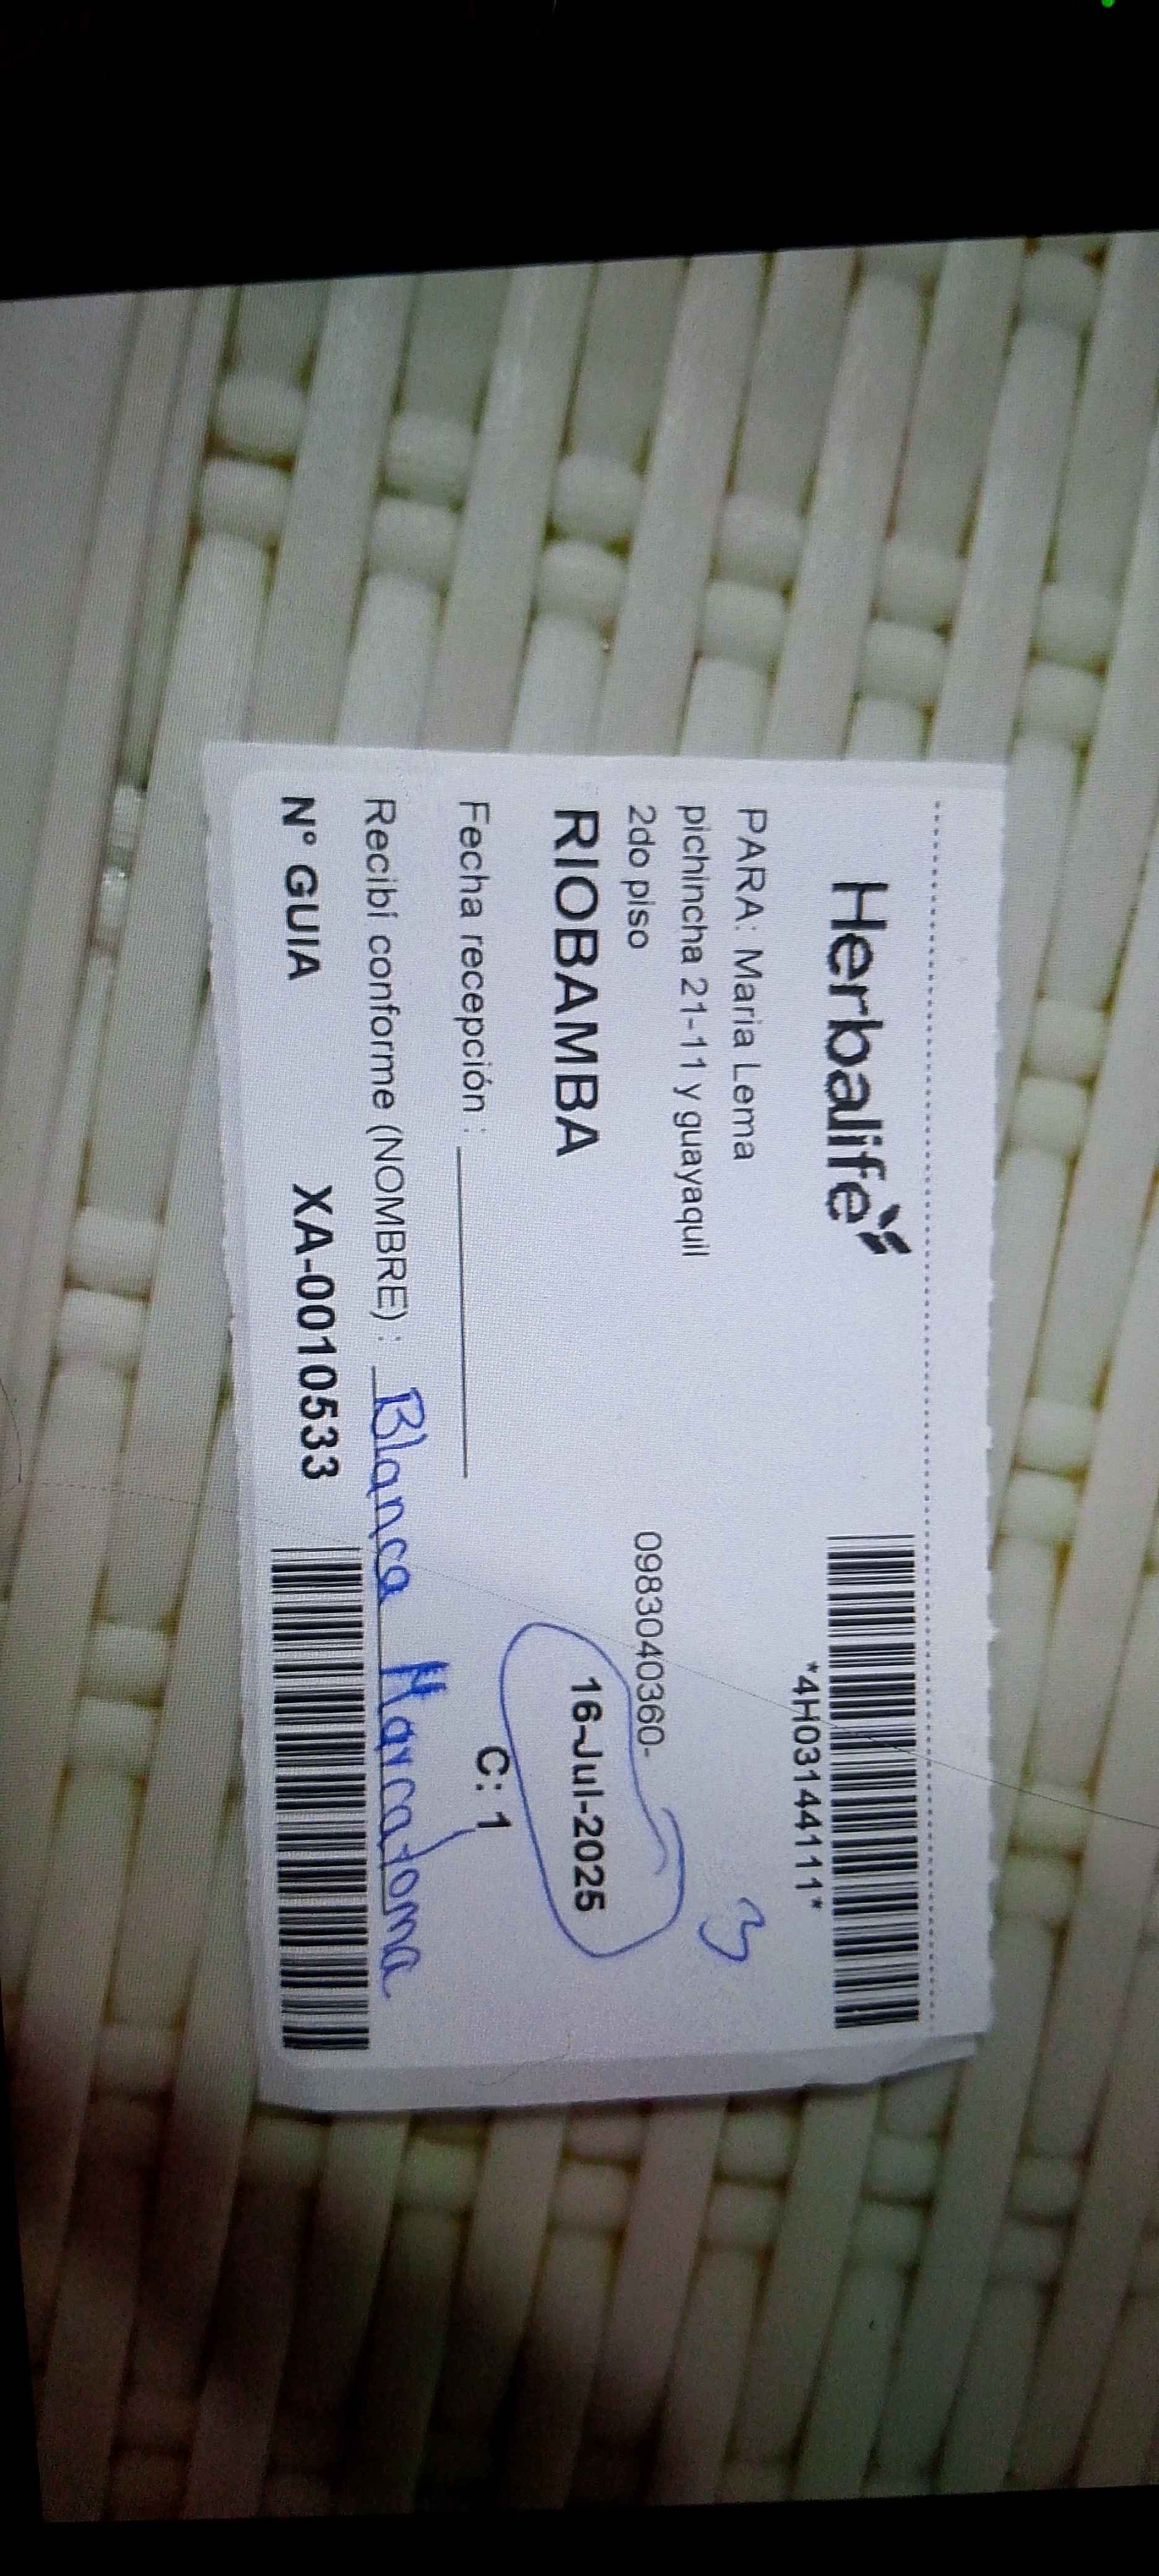 Herbalife
*4H03144111*
PARA: Maria Lema
3
pichincha 21-11 y guayaquil
2do piso
0983040360-
RIOBAMBA
16-Jul-2025
Fecha recepción :
C: 1
Recibí conforme (NOMBRE) : Blanca Marcatoma
N° GUIA XA-0010533